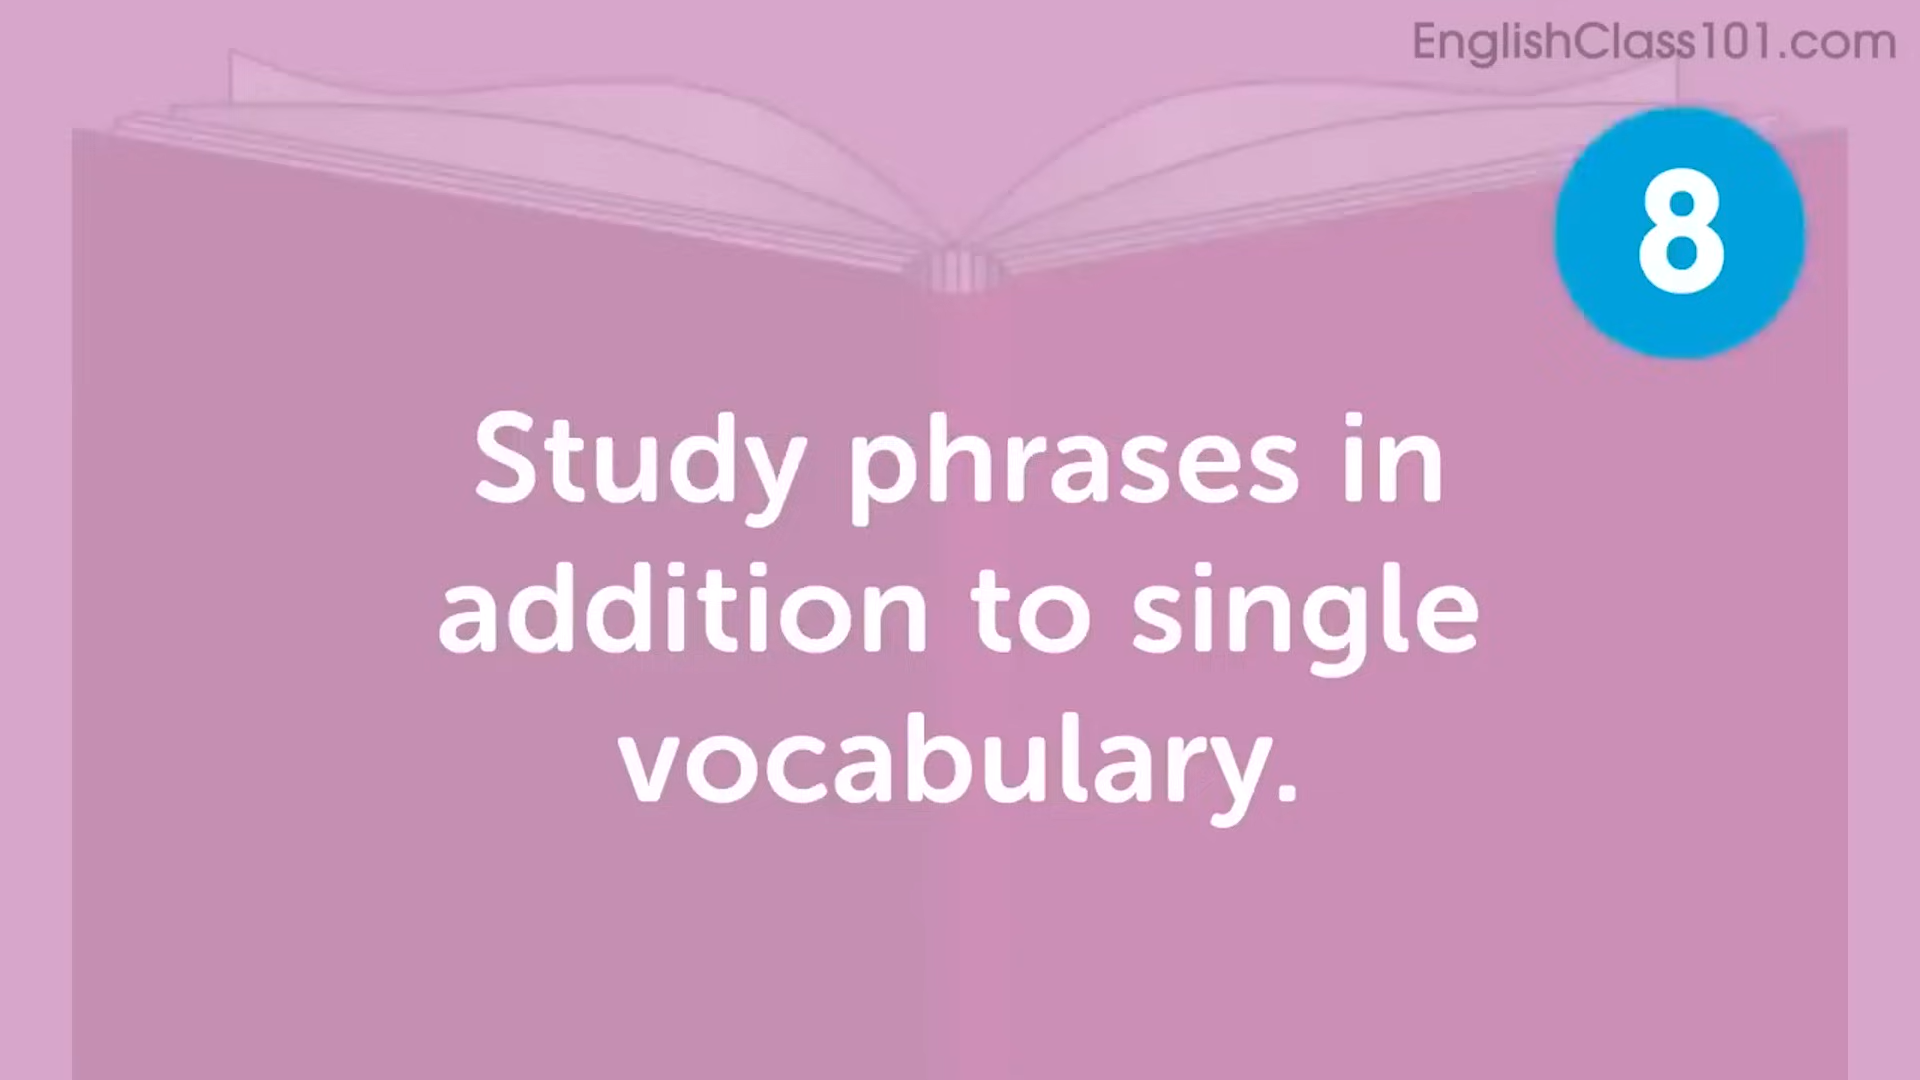 EnglishClass101.com
8
Study phrases in
addition to single
vocabulary.